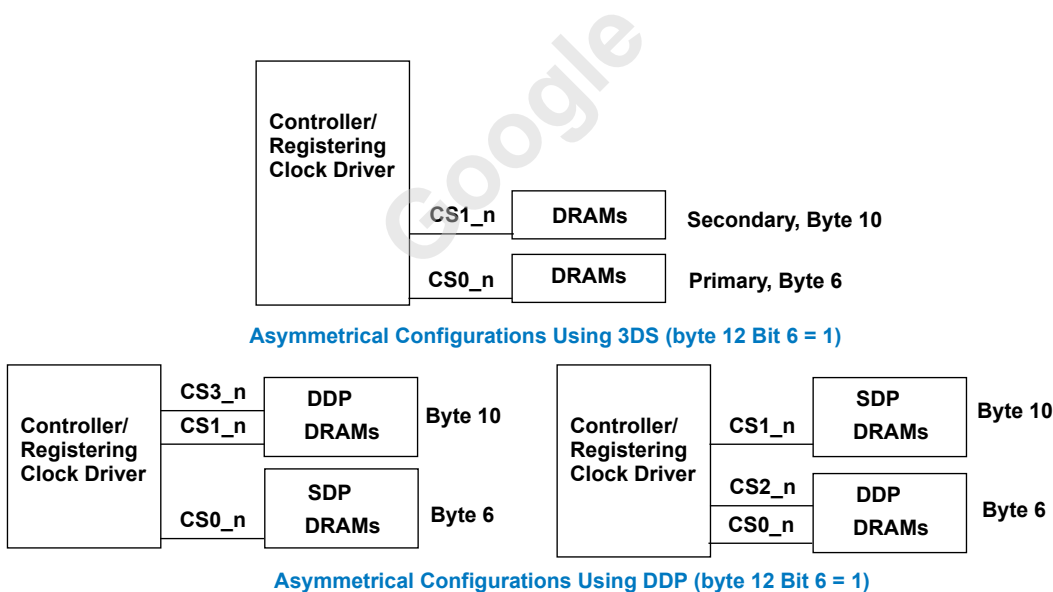 Google
Controller/
Registering
Clock Driver
CS1_n
DRAMs
Secondary, Byte 10
CS0_n
DRAMs
Primary, Byte 6
Asymmetrical Configurations Using 3DS (byte 12 Bit 6 = 1)
Controller/
Registering
Clock Driver
CS3_n
CS1_n
DDP
DRAMs
Byte 10
CS0_n
SDP
DRAMs
Byte 6
Controller/
Registering
Clock Driver
CS1_n
SDP
DRAMs
Byte 10
CS2_n
CS0_n
DDP
DRAMs
Byte 6
Asymmetrical Configurations Using DDP (byte 12 Bit 6 = 1)